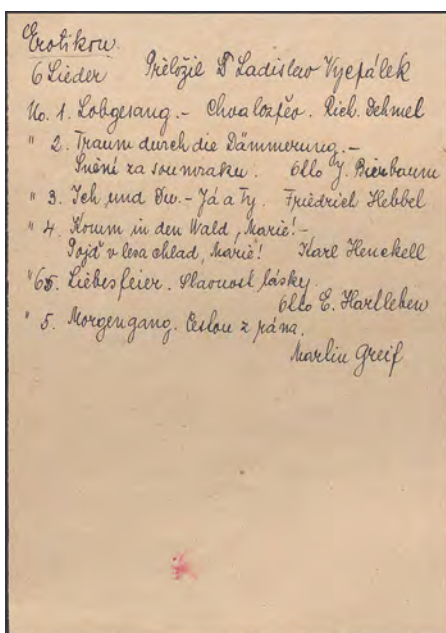 Erotikon.
6 Lieder Přeložil Dr Ladislav Vycpálek
No. 1. Lobgesang. - Chvalozpěv. Rich. Dehmel
" 2. Traum durch die Dämmerung. -
Snění za soumraku. Otto J. Bierbaum
" 3. Ich und Du. - Já a Ty. Friedrich Hebbel
" 4. Komm in den Wald, Marie! -
Pojď v lesa chlad, Marie! Karl Henckell
" 6. Liebesfeier. Slavnost lásky.
Otto E. Hartleben
" 5. Morgengang. Cestou z rána.
Martin Greif